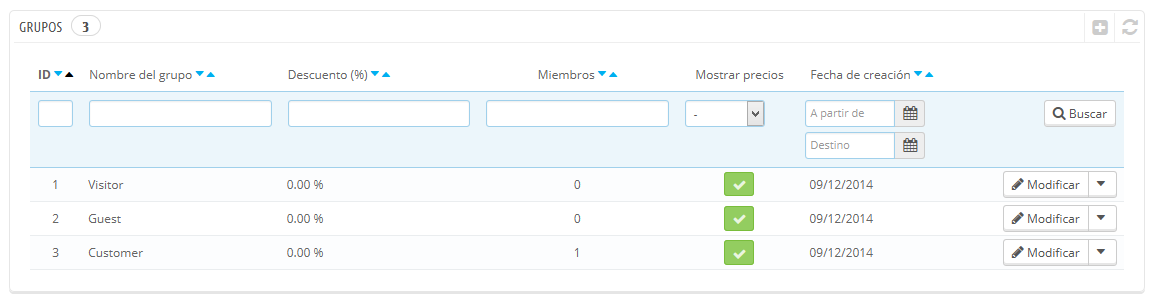 GRUPOS 3
ID Nombre del grupo Descuento (%) Miembros Mostrar precios Fecha de creación
- A partir de Buscar
Destino
1 Visitor 0.00 % 0 09/12/2014 Modificar
2 Guest 0.00 % 0 09/12/2014 Modificar
3 Customer 0.00 % 1 09/12/2014 Modificar